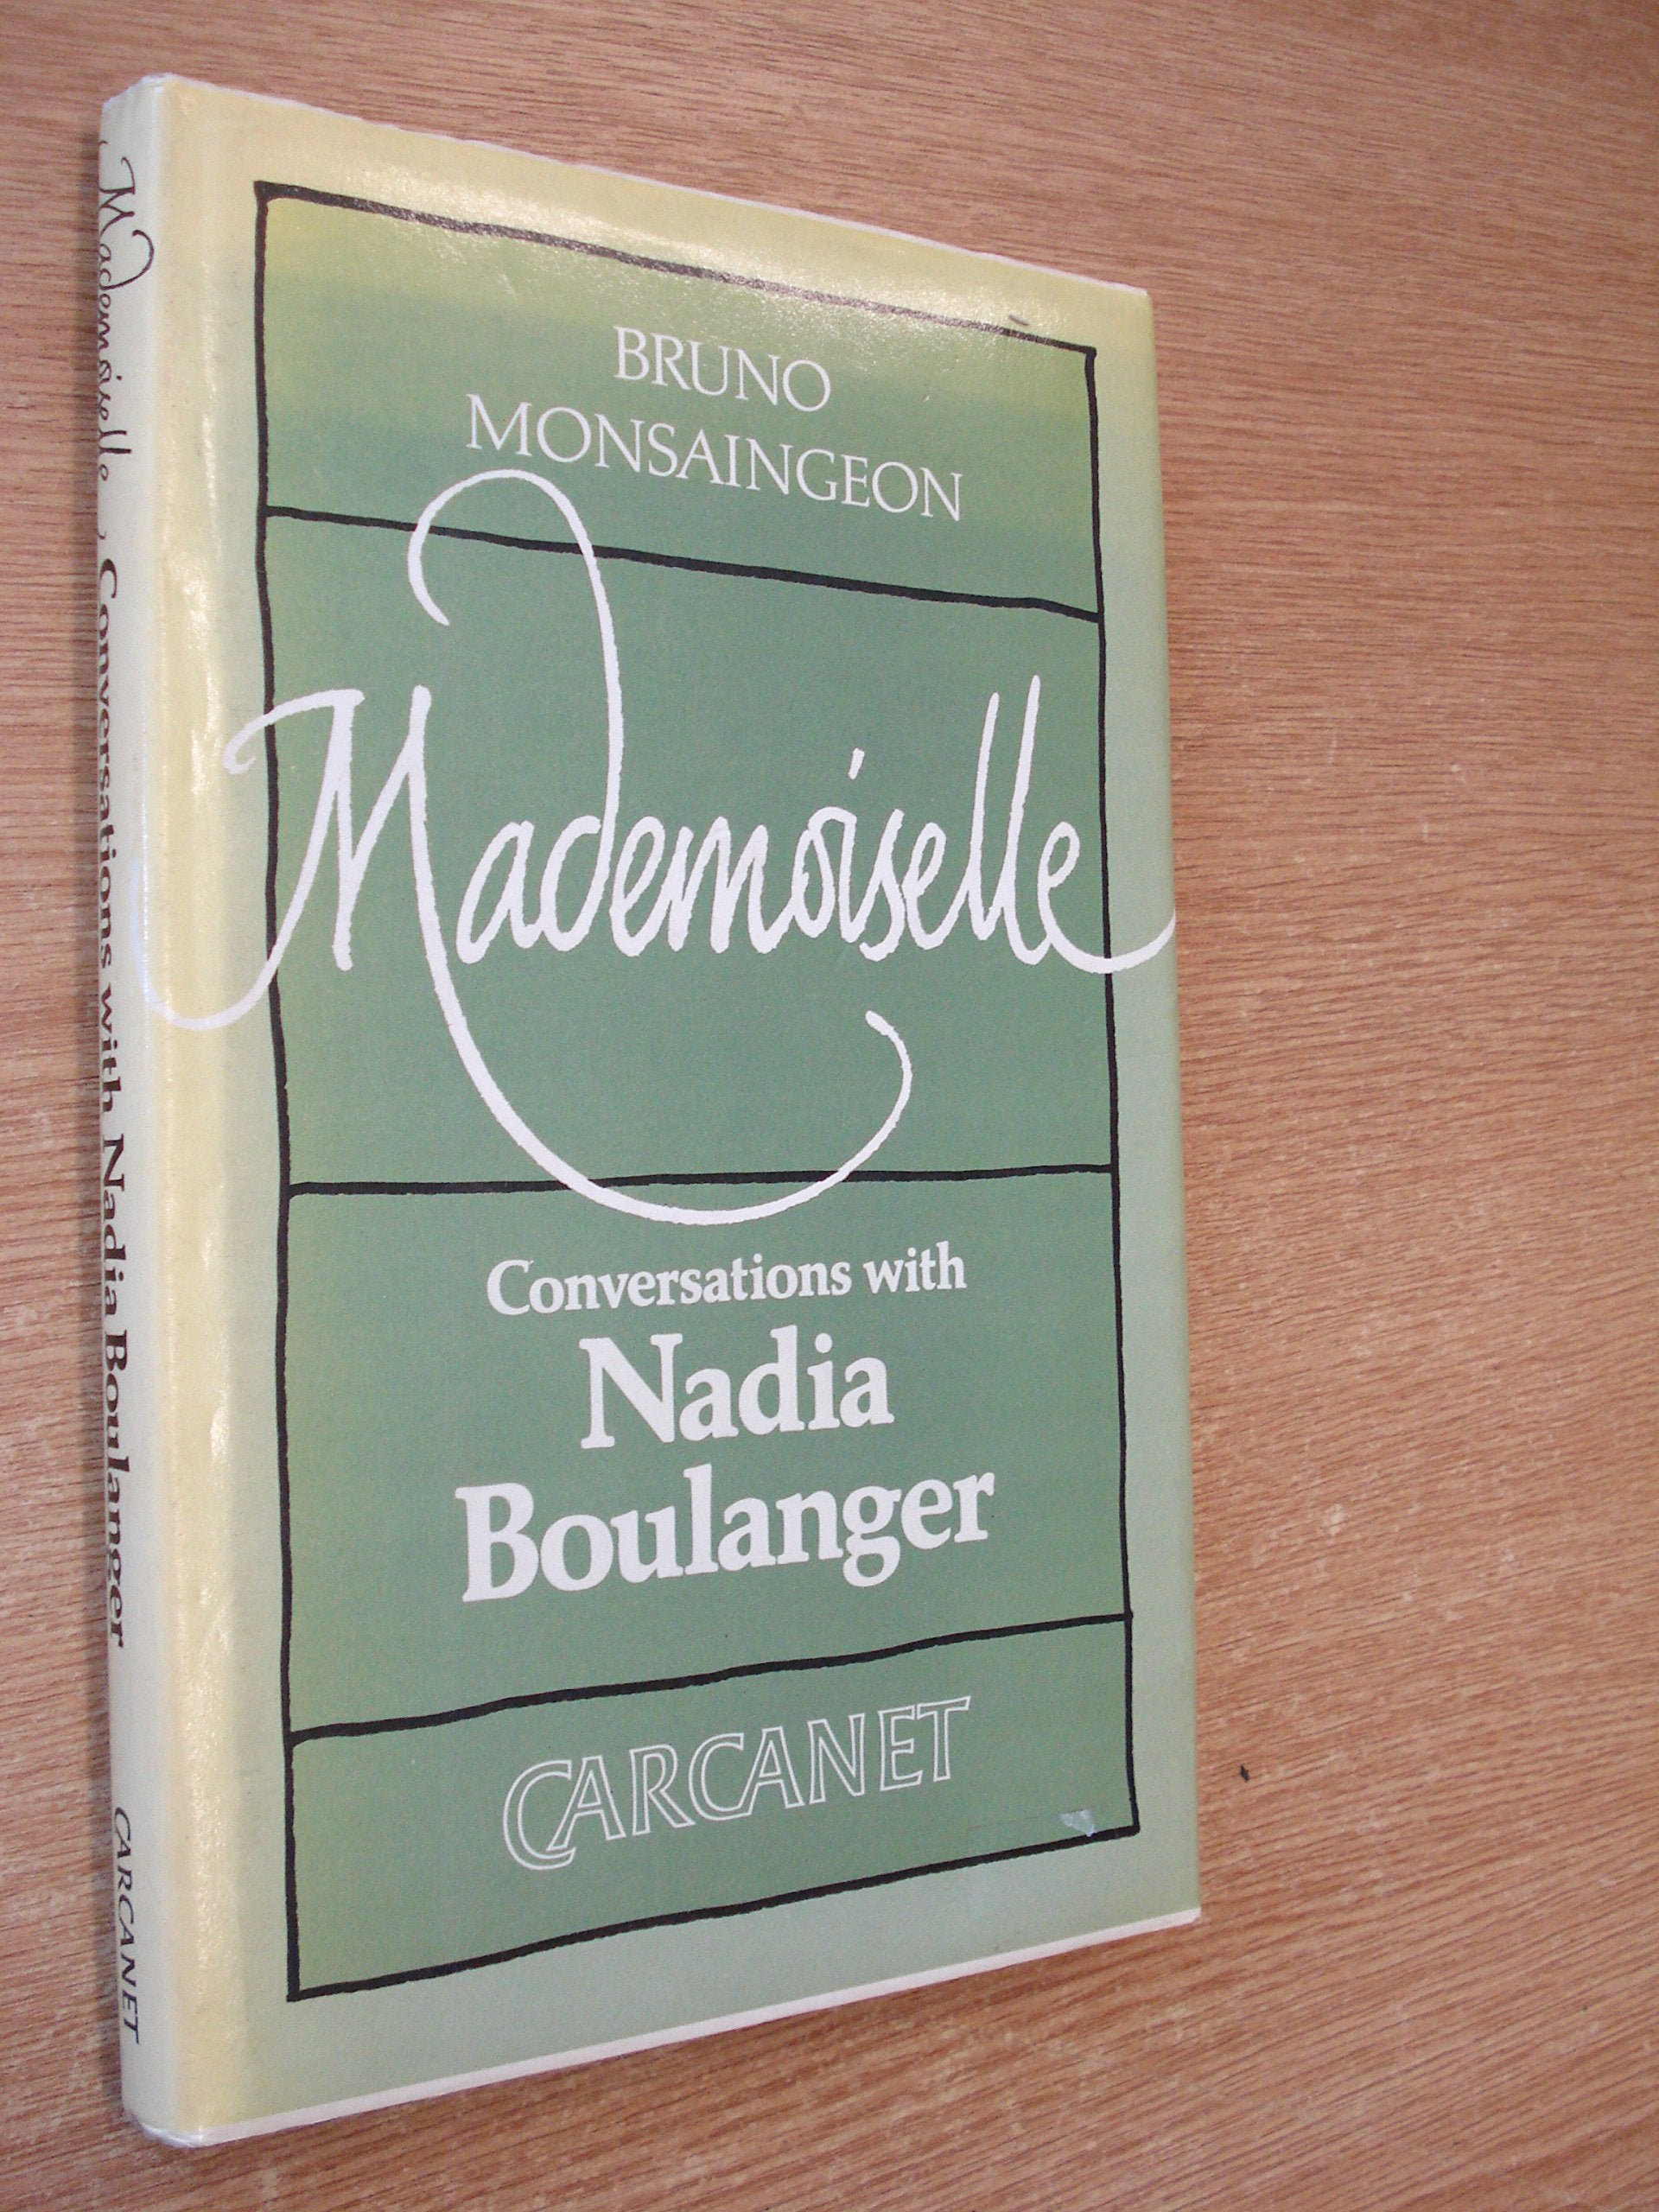 BRUNO
MONSAINGEON
Mademoiselle
Conversations with
Nadia
Boulanger
CARCANET
Mademoiselle, Conversations with Nadia Boulanger CARCANET